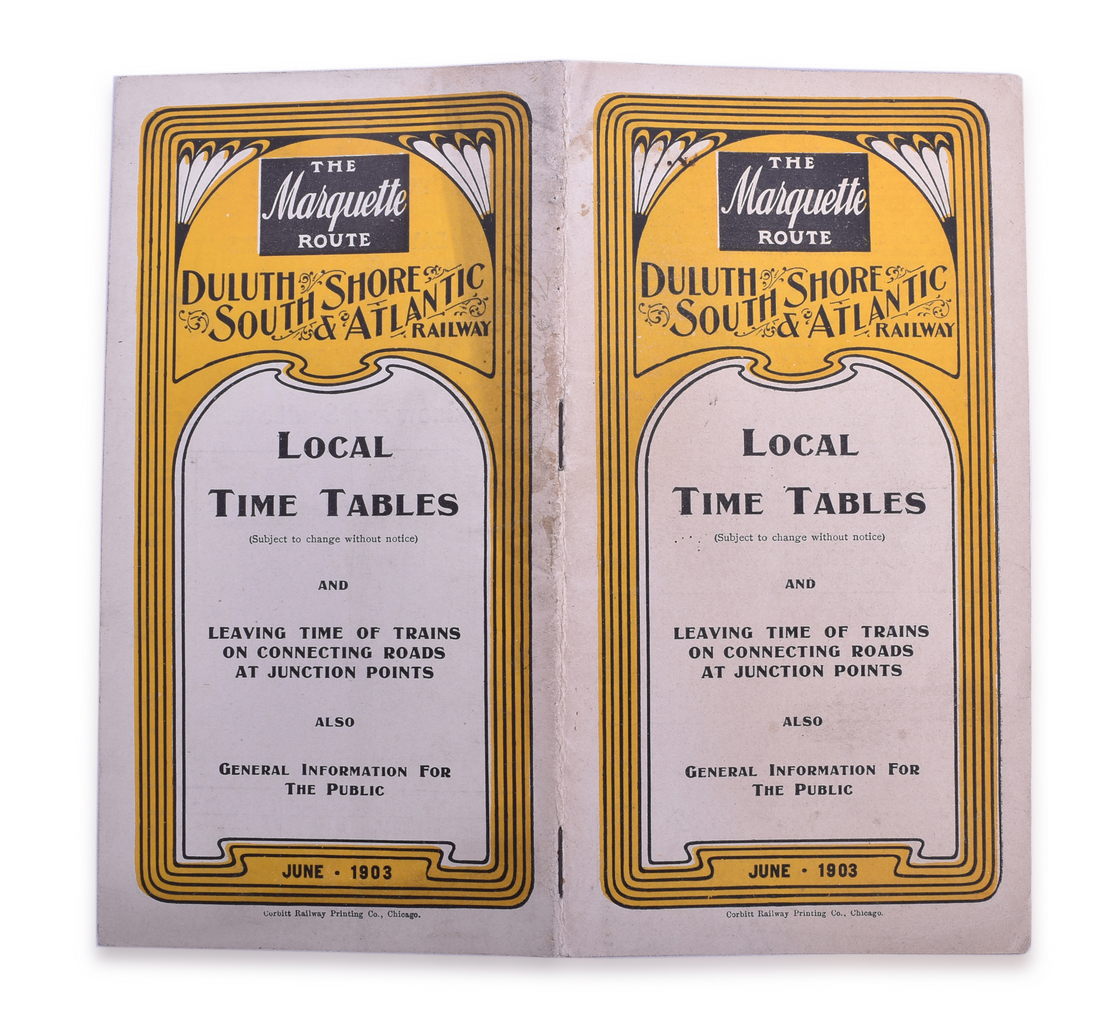 THE
Marquette
ROUTE
DULUTH SOUTH SHORE & ATLANTIC
RAILWAY
LOCAL
TIME TABLES
(Subject to change without notice)
AND
LEAVING TIME OF TRAINS
ON CONNECTING ROADS
AT JUNCTION POINTS
ALSO
GENERAL INFORMATION FOR
THE PUBLIC
JUNE · 1903
Corbitt Railway Printing Co., Chicago.
THE
Marquette
ROUTE
DULUTH SOUTH SHORE & ATLANTIC
RAILWAY
LOCAL
TIME TABLES
(Subject to change without notice)
AND
LEAVING TIME OF TRAINS
ON CONNECTING ROADS
AT JUNCTION POINTS
ALSO
GENERAL INFORMATION FOR
THE PUBLIC
JUNE · 1903
Corbitt Railway Printing Co., Chicago.